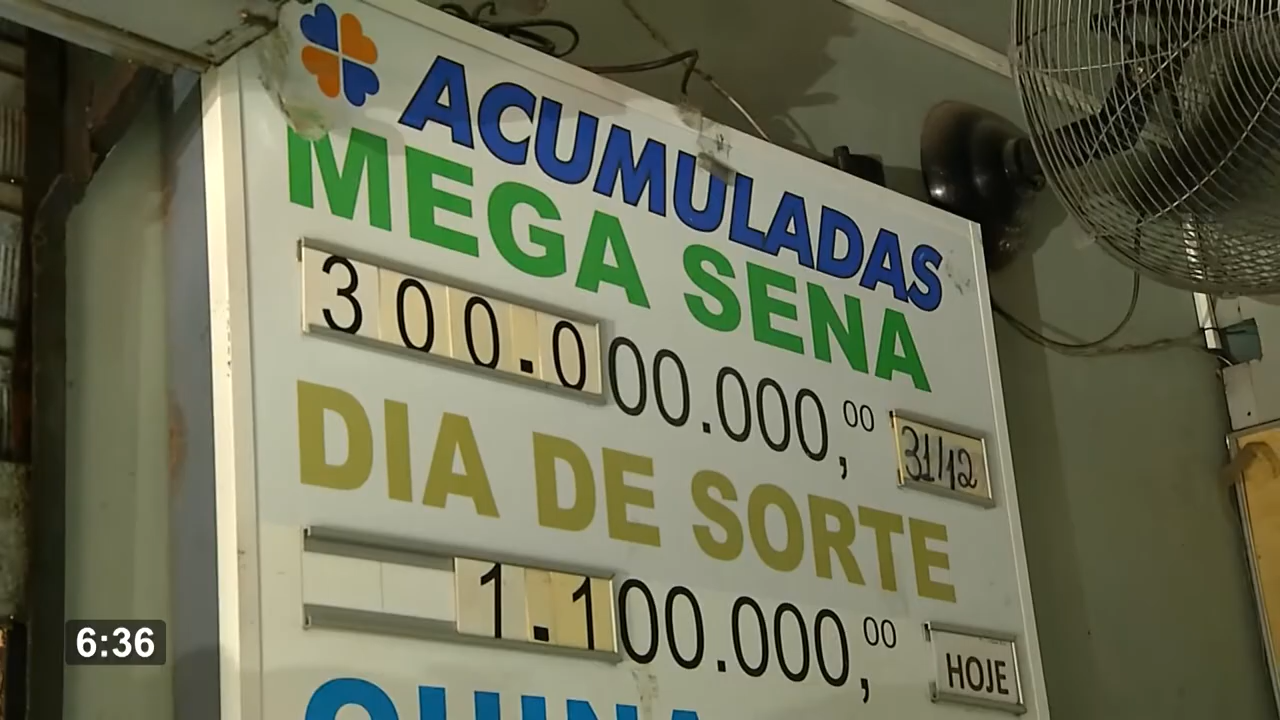 ACUMULADAS
MEGA SENA
300.000.000,00 31/12
DIA DE SORTE
1.100.000,00 HOJE
QUINA
6:36